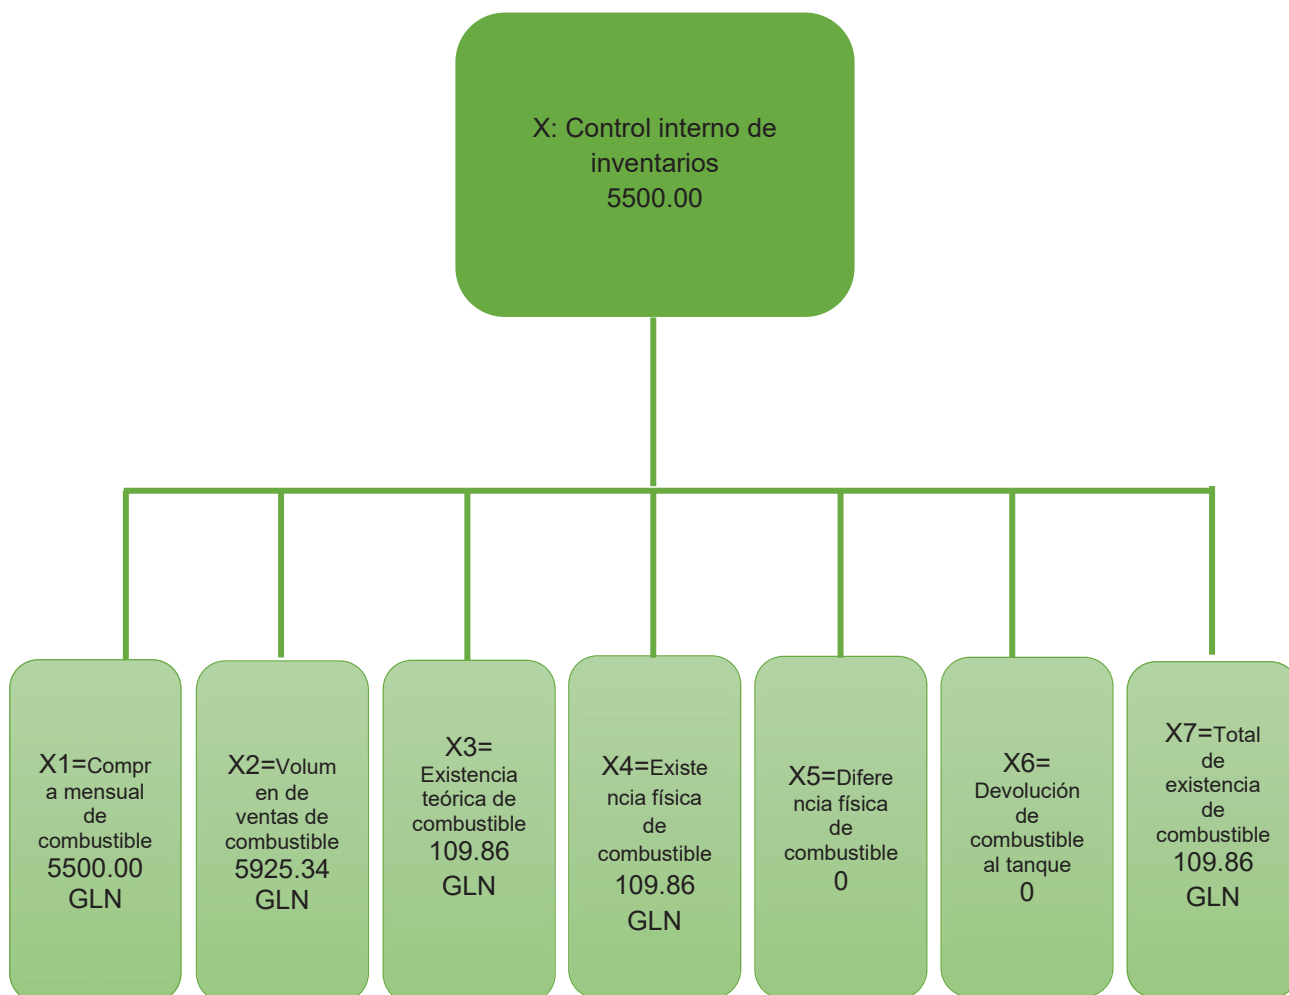 X: Control interno de
inventarios
5500.00
X1=Compr
a mensual
de
combustible
5500.00
GLN
X2=Volum
en de
ventas de
combustible
5925.34
GLN
X3=
Existencia
teórica de
combustible
109.86
GLN
X4=Existe
ncia física
de
combustible
109.86
GLN
X5=Difere
ncia física
de
combustible
0
X6=
Devolución
de
combustible
al tanque
0
X7=Total
de
existencia
de
combustible
109.86
GLN